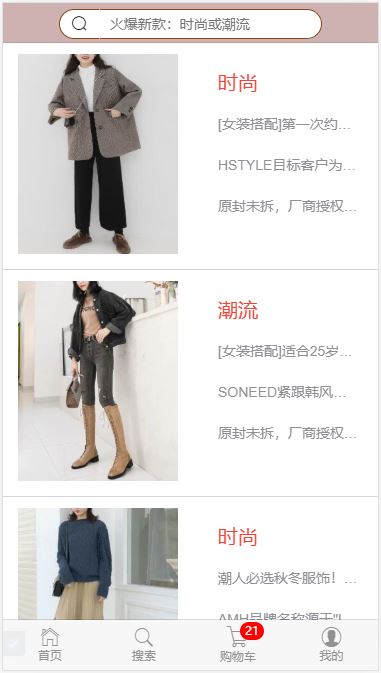 火爆新款：时尚或潮流
时尚
[女装搭配]第一次约...
HSTYLE目标客户为...
原封未拆，厂商授权...
潮流
[女装搭配]适合25岁...
SONEED紧跟韩风...
原封未拆，厂商授权...
时尚
潮人必选秋冬服饰！...
AMH品牌名称源于"I...
21
首页
搜索
购物车
我的